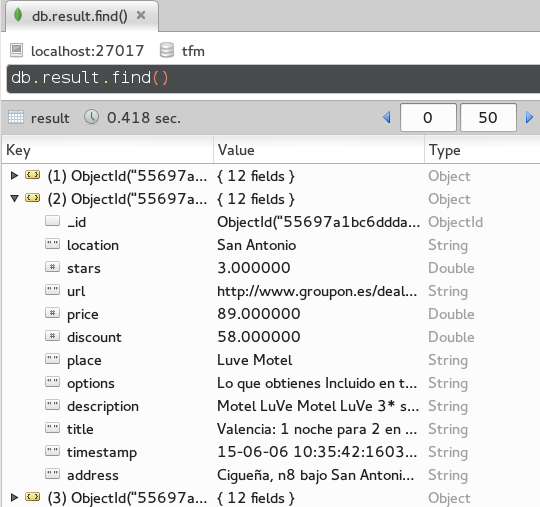 db.result.find()
localhost:27017 tfm
db.result.find()
result 0.418 sec. 0 50
Key Value Type
(1) ObjectId("55697a... { 12 fields } Object
(2) ObjectId("55697a... { 12 fields } Object
_id ObjectId("55697a1bc6ddda... ObjectId
location San Antonio String
stars 3.000000 Double
url http://www.groupon.es/deal... String
price 89.000000 Double
discount 58.000000 Double
place Luve Motel String
options Lo que obtienes Incluido en t... String
description Motel LuVe Motel LuVe 3* s... String
title Valencia: 1 noche para 2 en ... String
timestamp 15-06-06 10:35:42:1603... String
address Cigueña, n8 bajo San Antoni... String
(3) ObjectId("55697a... { 12 fields } Object